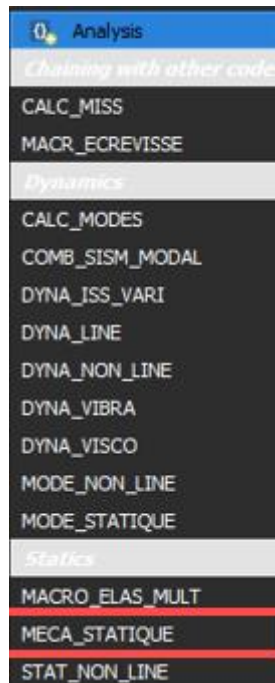 Analysis
Chaining with other code
CALC_MISS
MACR_ECREVISSE
Dynamics
CALC_MODES
COMB_SISM_MODAL
DYNA_ISS_VARI
DYNA_LINE
DYNA_NON_LINE
DYNA_VIBRA
DYNA_VISCO
MODE_NON_LINE
MODE_STATIQUE
Statics
MACRO_ELAS_MULT
MECA_STATIQUE
STAT_NON_LINE